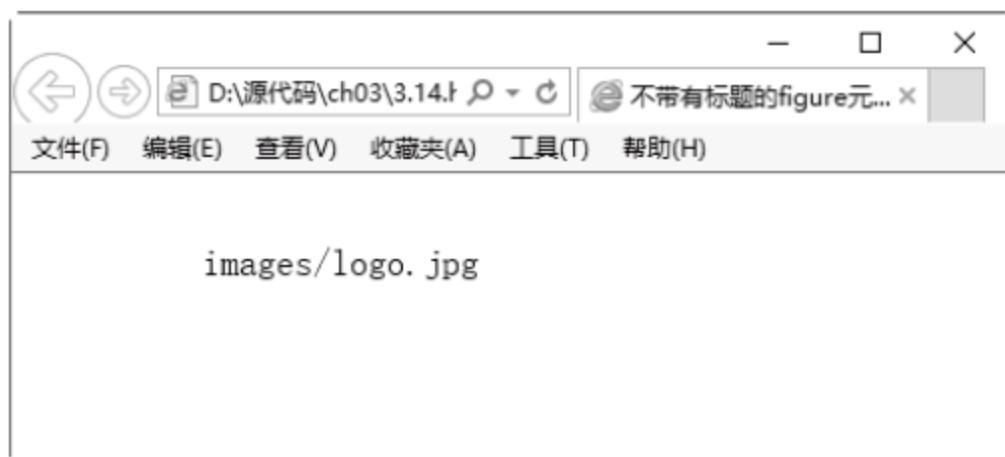 D:\源代码\ch03\3.14.h
不带有标题的figure元...
文件(F) 编辑(E) 查看(V) 收藏夹(A) 工具(T) 帮助(H)
images/logo.jpg